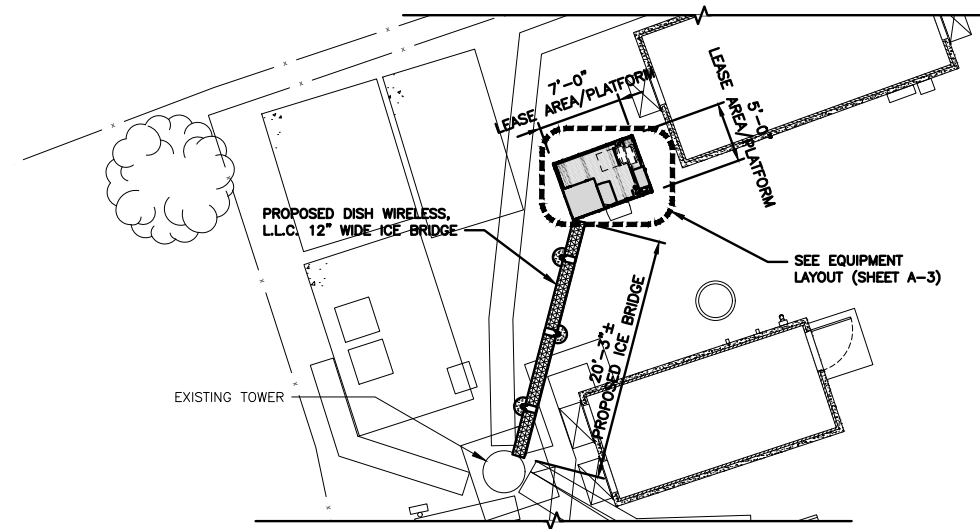 7'-0"
LEASE AREA/PLATFORM
5'-0"
LEASE AREA/PLATFORM
PROPOSED DISH WIRELESS,
L.L.C. 12" WIDE ICE BRIDGE
SEE EQUIPMENT
LAYOUT (SHEET A-3)
20'-3"±
PROPOSED ICE BRIDGE
EXISTING TOWER